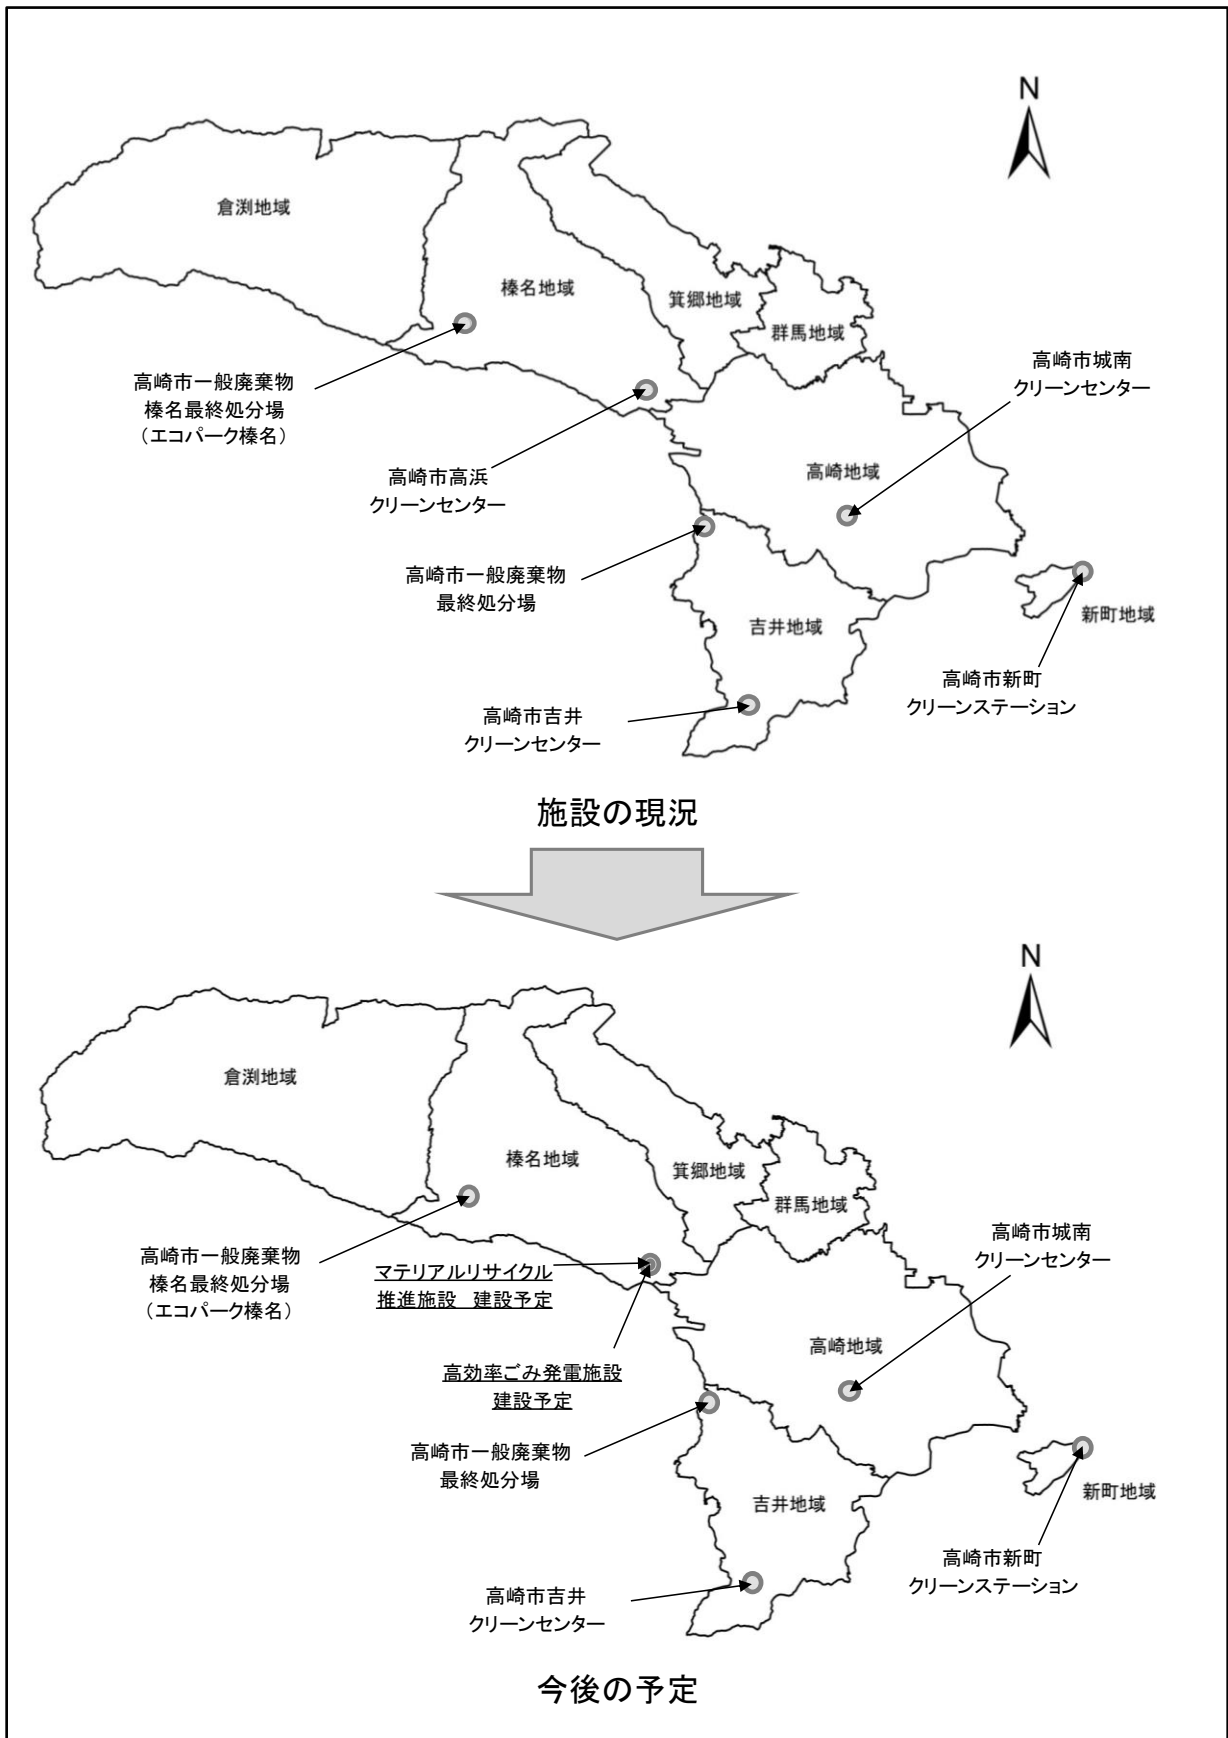 N
倉渕地域
榛名地域
箕郷地域
群馬地域
高崎市一般廃棄物
榛名最終処分場
（エコパーク榛名）
高崎市城南
クリーンセンター
高崎市高浜
クリーンセンター
高崎地域
高崎市一般廃棄物
最終処分場
吉井地域
新町地域
高崎市新町
クリーンステーション
高崎市吉井
クリーンセンター
施設の現況
N
倉渕地域
榛名地域
箕郷地域
群馬地域
高崎市一般廃棄物
榛名最終処分場
（エコパーク榛名）
マテリアルリサイクル
推進施設　建設予定
高崎市城南
クリーンセンター
高崎地域
高効率ごみ発電施設
建設予定
高崎市一般廃棄物
最終処分場
吉井地域
新町地域
高崎市新町
クリーンステーション
高崎市吉井
クリーンセンター
今後の予定